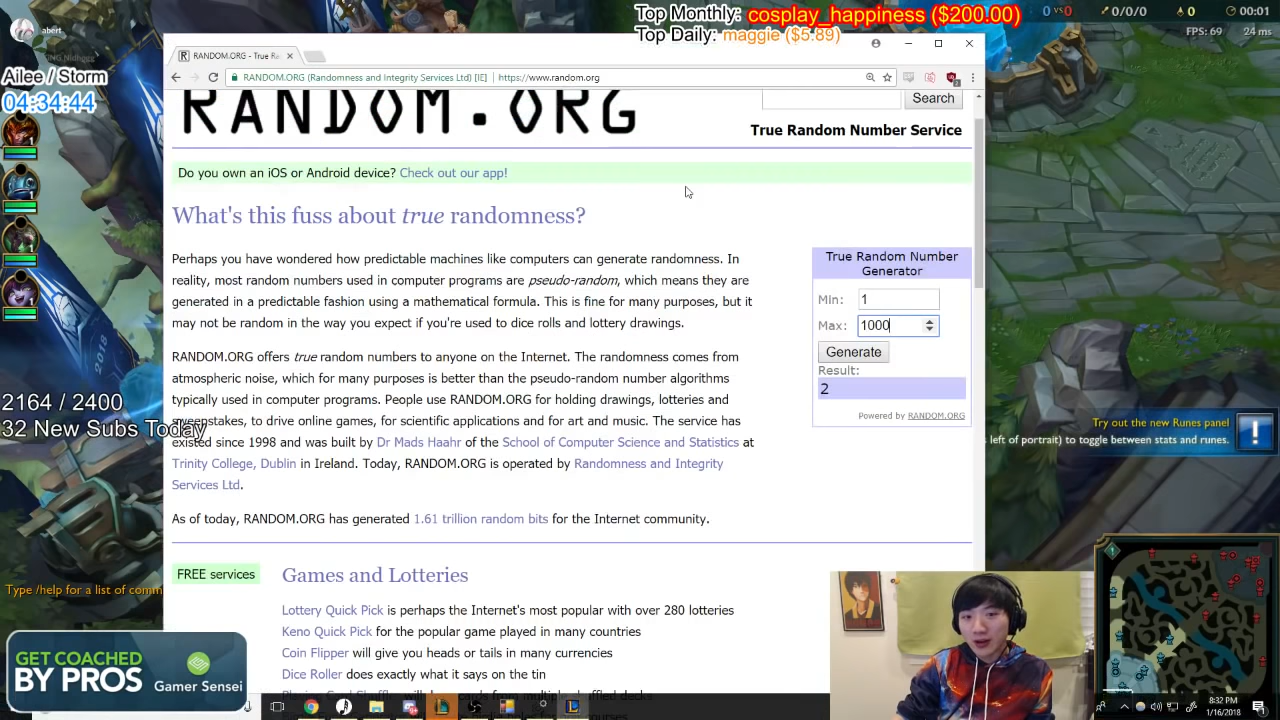 abert
Ailee / Storm
04:34:44
Top Monthly: cosplay_happiness ($200.00)
Top Daily: maggie ($5.89)
0 vs 0
0/0/0
0
00:01
FPS: 69
24 ms
RANDOM.ORG - True Ra
RANDOM.ORG (Randomness and Integrity Services Ltd) [IE] | https://www.random.org
RANDOM.ORG
Search
True Random Number Service
Do you own an iOS or Android device? Check out our app!
What's this fuss about true randomness?
Perhaps you have wondered how predictable machines like computers can generate randomness. In
reality, most random numbers used in computer programs are pseudo-random, which means they are
generated in a predictable fashion using a mathematical formula. This is fine for many purposes, but it
may not be random in the way you expect if you're used to dice rolls and lottery drawings.
RANDOM.ORG offers true random numbers to anyone on the Internet. The randomness comes from
atmospheric noise, which for many purposes is better than the pseudo-random number algorithms
typically used in computer programs. People use RANDOM.ORG for holding drawings, lotteries and
sweepstakes, to drive online games, for scientific applications and for art and music. The service has
existed since 1998 and was built by Dr Mads Haahr of the School of Computer Science and Statistics at
Trinity College, Dublin in Ireland. Today, RANDOM.ORG is operated by Randomness and Integrity
Services Ltd.
As of today, RANDOM.ORG has generated 1.61 trillion random bits for the Internet community.
True Random Number
Generator
Min: 1
Max: 1000
Generate
Result:
2
Powered by RANDOM.ORG
2164 / 2400
32 New Subs Today
Try out the new Runes panel
left of portrait) to toggle between stats and runes.
FREE services
Games and Lotteries
Lottery Quick Pick is perhaps the Internet's most popular with over 280 lotteries
Keno Quick Pick for the popular game played in many countries
Coin Flipper will give you heads or tails in many currencies
Dice Roller does exactly what it says on the tin
Type /help for a list of comm
GET COACHED
BY PROS
Gamer Sensei
8:32 PM
1/16/2018